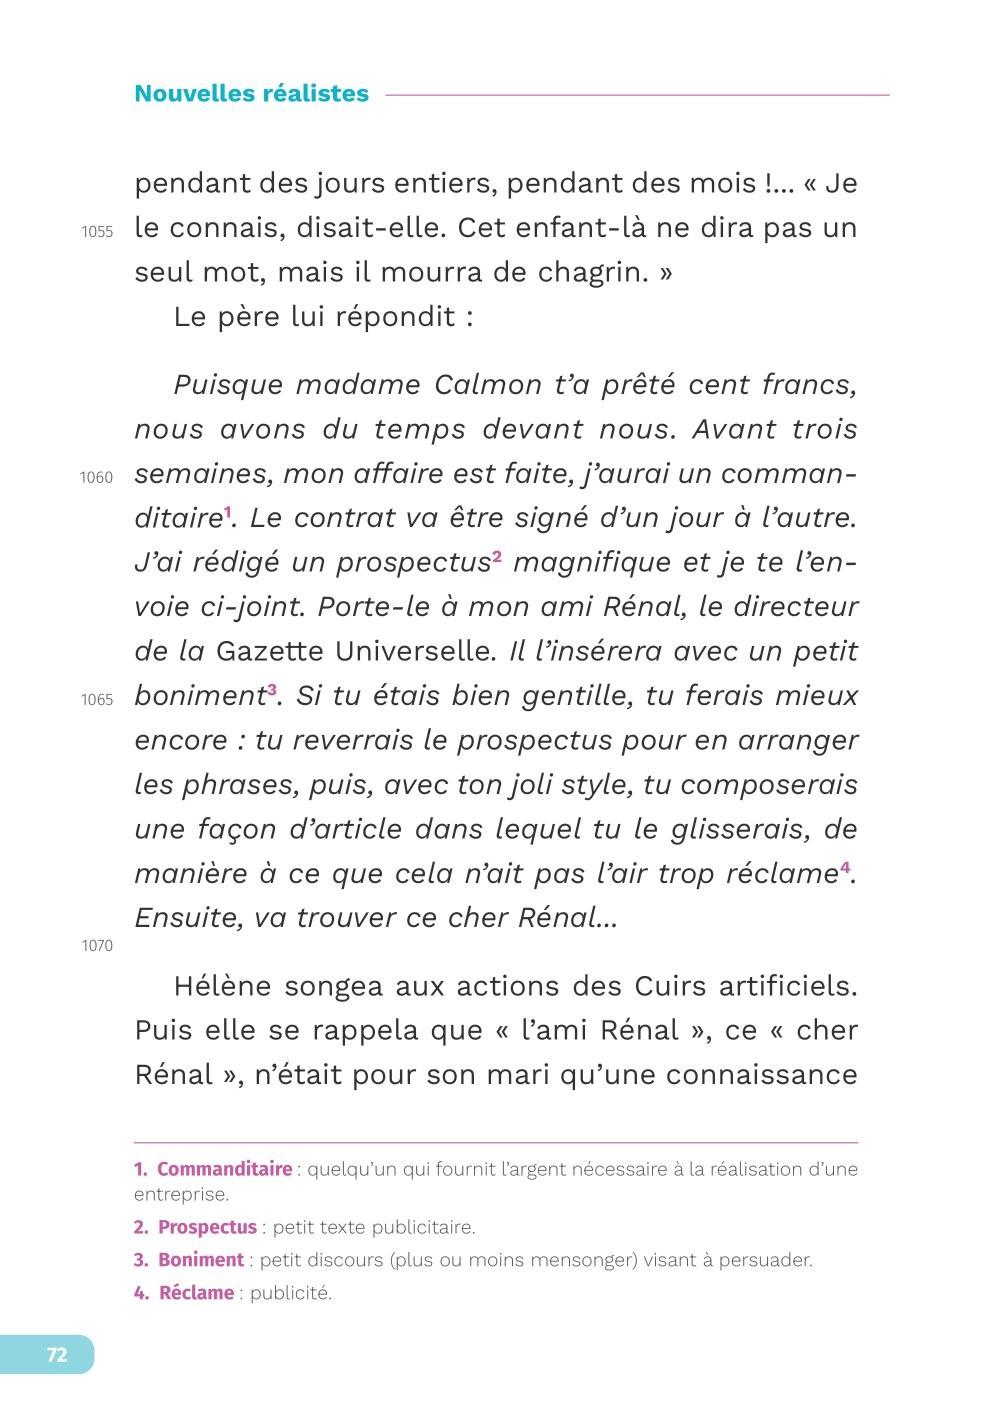 Nouvelles réalistes
pendant des jours entiers, pendant des mois !... « Je
1055 le connais, disait-elle. Cet enfant-là ne dira pas un
seul mot, mais il mourra de chagrin. »
Le père lui répondit :
Puisque madame Calmon t’a prêté cent francs,
nous avons du temps devant nous. Avant trois
1060 semaines, mon affaire est faite, j’aurai un comman-
ditaire1. Le contrat va être signé d’un jour à l’autre.
J’ai rédigé un prospectus2 magnifique et je te l’en-
voie ci-joint. Porte-le à mon ami Rénal, le directeur
de la Gazette Universelle. Il l’insérera avec un petit
1065 boniment3. Si tu étais bien gentille, tu ferais mieux
encore : tu reverrais le prospectus pour en arranger
les phrases, puis, avec ton joli style, tu composerais
une façon d’article dans lequel tu le glisserais, de
manière à ce que cela n’ait pas l’air trop réclame4.
Ensuite, va trouver ce cher Rénal...
1070
Hélène songea aux actions des Cuirs artificiels.
Puis elle se rappela que « l’ami Rénal », ce « cher
Rénal », n’était pour son mari qu’une connaissance
1. Commanditaire : quelqu’un qui fournit l’argent nécessaire à la réalisation d’une
entreprise.
2. Prospectus : petit texte publicitaire.
3. Boniment : petit discours (plus ou moins mensonger) visant à persuader.
4. Réclame : publicité.
72